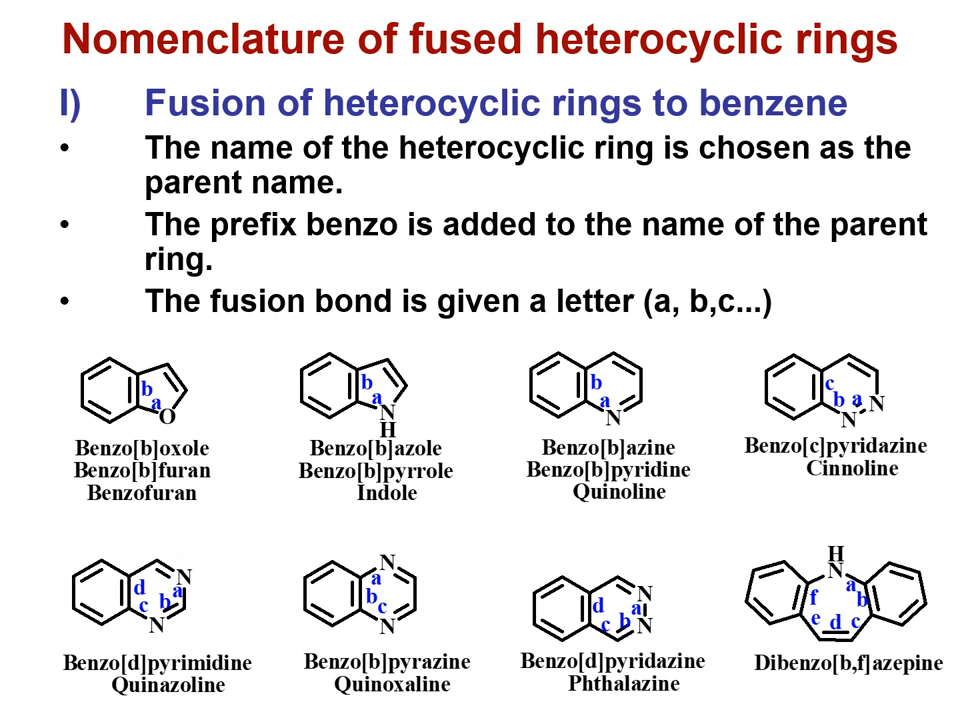 Nomenclature of fused heterocyclic rings
I) Fusion of heterocyclic rings to benzene
• The name of the heterocyclic ring is chosen as the
parent name.
• The prefix benzo is added to the name of the parent
ring.
• The fusion bond is given a letter (a, b,c...)
b
a
O
b
a
N
H
b
a
N
c
b a N
N
Benzo[b]oxole
Benzo[b]furan
Benzofuran
Benzo[b]azole
Benzo[b]pyrrole
Indole
Benzo[b]azine
Benzo[b]pyridine
Quinoline
Benzo[c]pyridazine
Cinnoline
N
d a
c b
N
N
a
b
c
N
N
d a
c b N
H
N
a
f b
e d c
Benzo[d]pyrimidine
Quinazoline
Benzo[b]pyrazine
Quinoxaline
Benzo[d]pyridazine
Phthalazine
Dibenzo[b,f]azepine